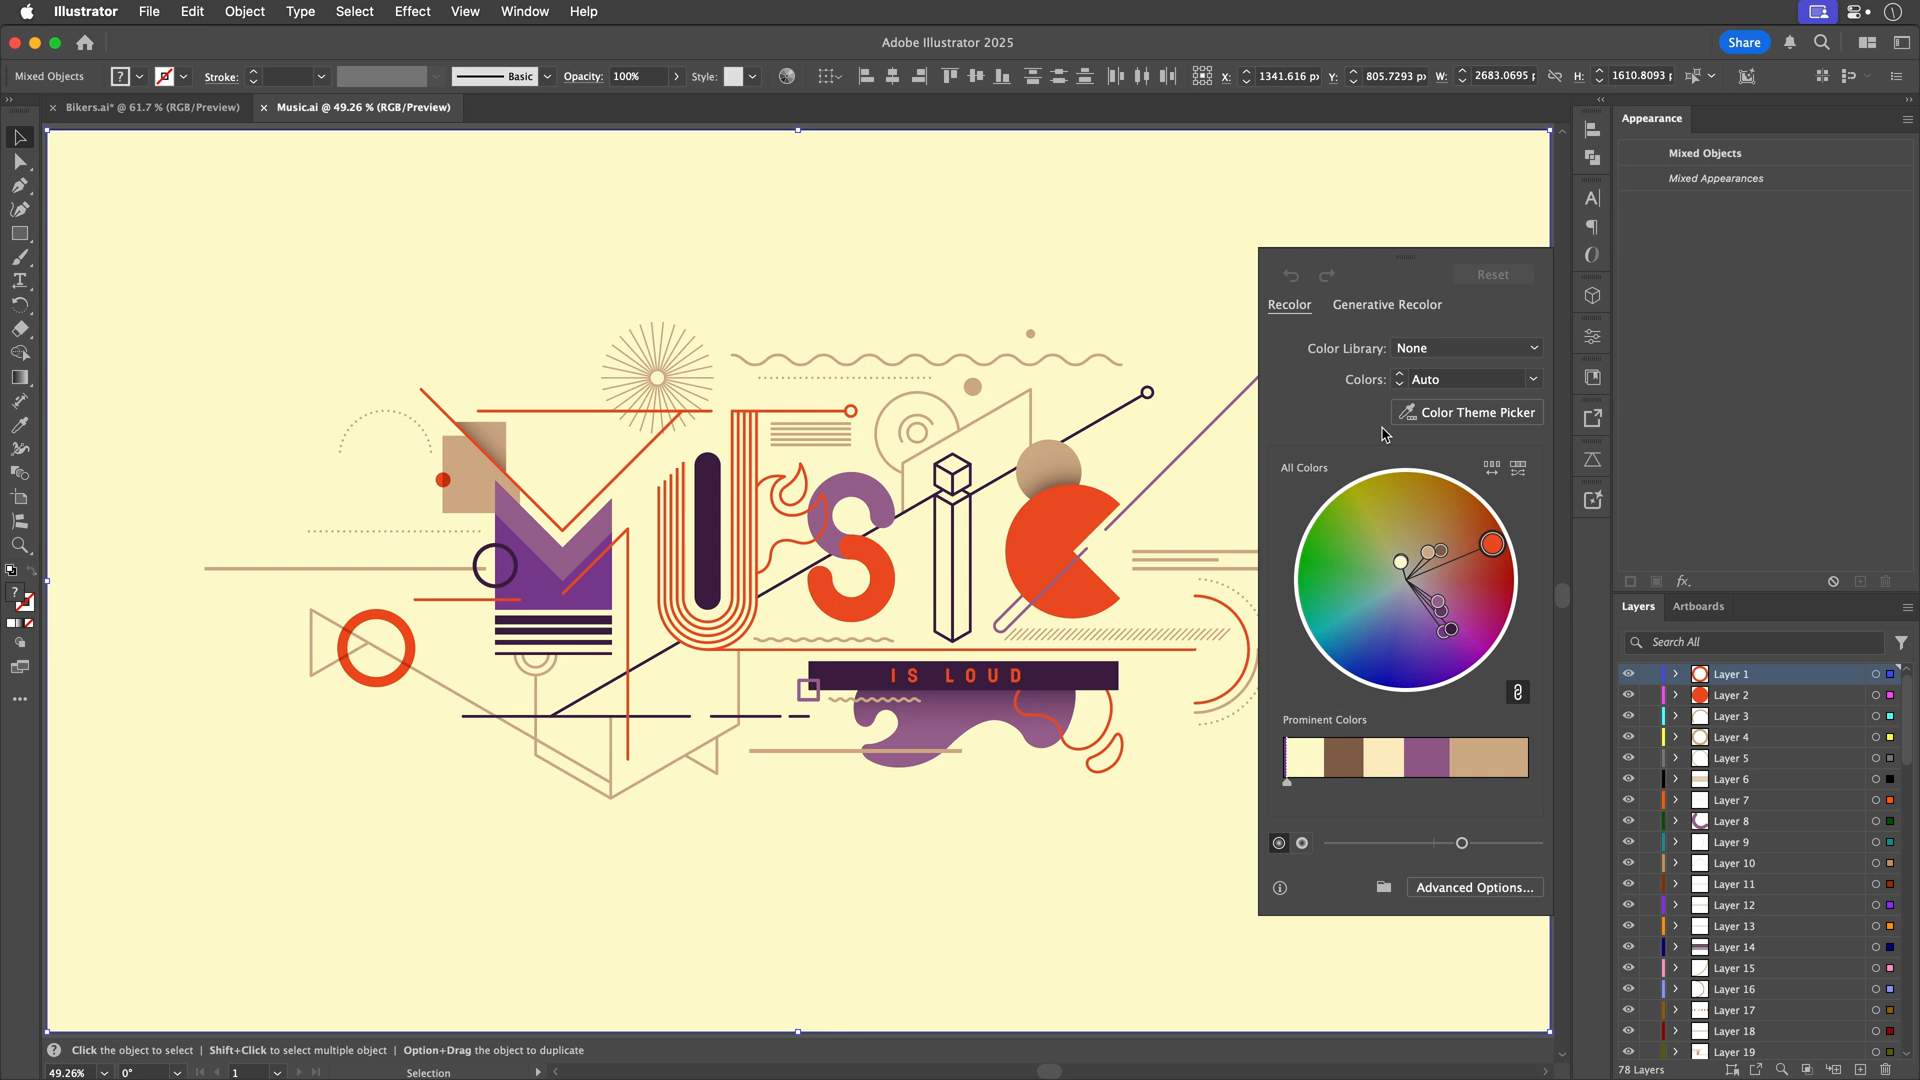 Illustrator File Edit Object Type Select Effect View Window Help
Adobe Illustrator 2025
Share
Mixed Objects ? Stroke: Basic Opacity: 100% Style: X: 1341.616 px Y: 805.7293 px W: 2683.0695 p H: 1610.8093 p
Bikers.ai* @ 61.7 % (RGB/Preview)
Music.ai @ 49.26 % (RGB/Preview)
MUSiC
IS LOUD
Reset
Recolor Generative Recolor
Color Library: None
Colors: Auto
Color Theme Picker
All Colors
Prominent Colors
Advanced Options...
Appearance
Mixed Objects
Mixed Appearances
fx.
Layers Artboards
Search All
Layer 1
Layer 2
Layer 3
Layer 4
Layer 5
Layer 6
Layer 7
Layer 8
Layer 9
Layer 10
Layer 11
Layer 12
Layer 13
Layer 14
Layer 15
Layer 16
Layer 17
Layer 18
Layer 19
78 Layers
? Click the object to select | Shift+Click to select multiple object | Option+Drag the object to duplicate
49.26% 0° 1 Selection